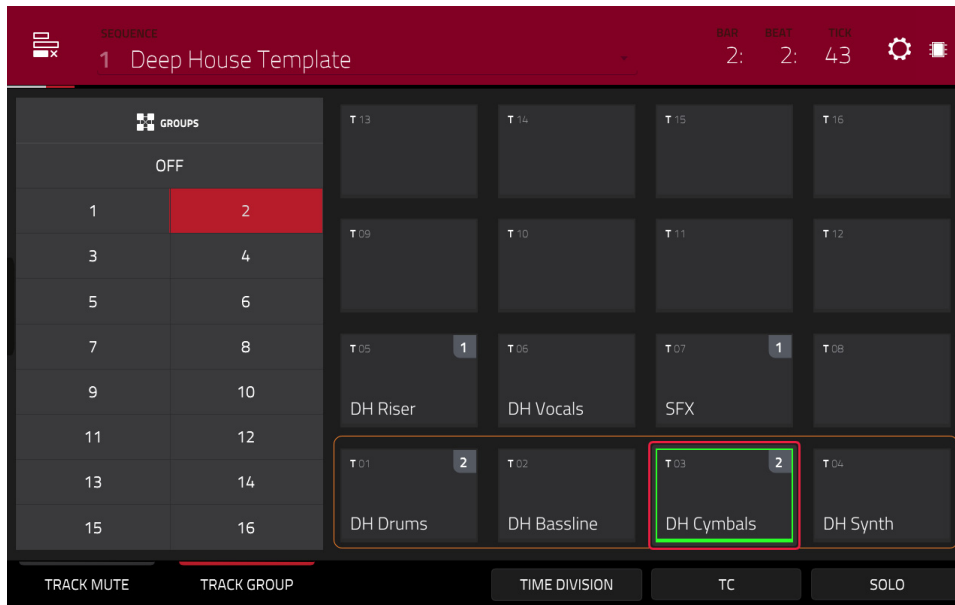 SEQUENCE BAR BEAT TICK
1 Deep House Template 2: 2: 43
GROUPS
OFF
1 2
3 4
5 6
7 8
9 10
11 12
13 14
15 16
T 13 T 14 T 15 T 16
T 09 T 10 T 11 T 12
T 05 1 T 06 T 07 1 T 08
DH Riser DH Vocals SFX
T 01 2 T 02 T 03 2 T 04
DH Drums DH Bassline DH Cymbals DH Synth
TRACK MUTE TRACK GROUP TIME DIVISION TC SOLO